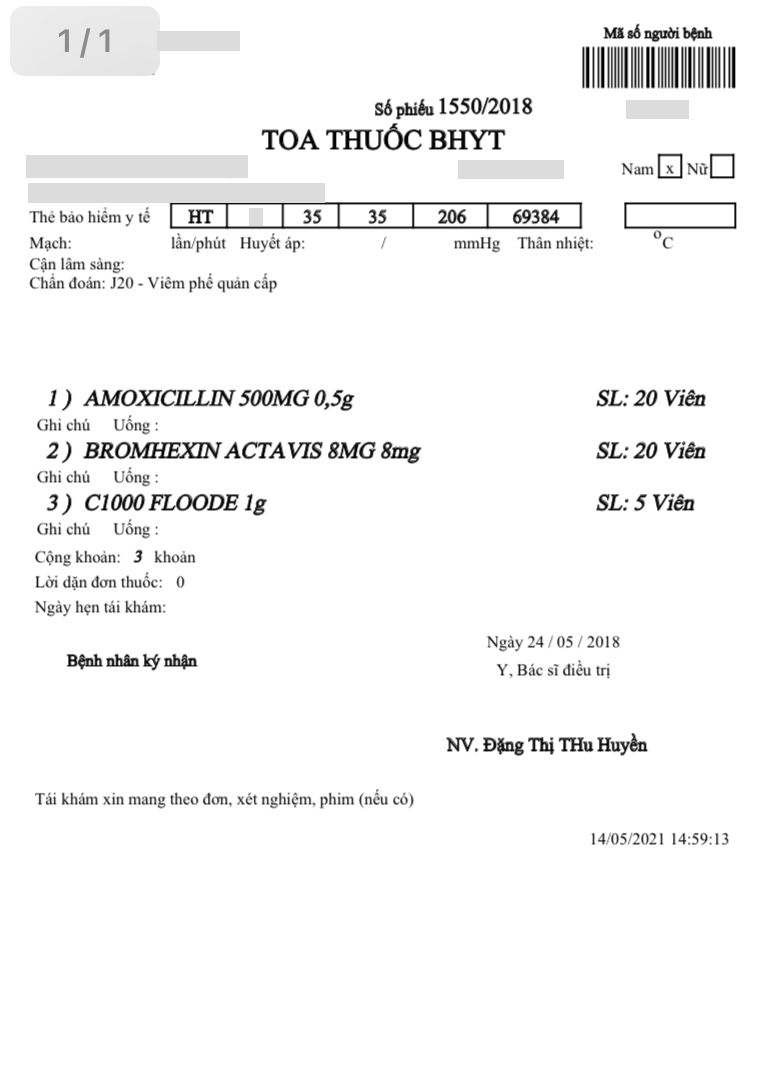 1/1
Mã số người bệnh
Số phiếu 1550/2018
TOA THUỐC BHYT
Nam x Nữ
Thẻ bảo hiểm y tế HT 35 35 206 69384
Mạch: lần/phút Huyết áp: / mmHg Thân nhiệt: °C
Cận lâm sàng:
Chẩn đoán: J20 - Viêm phế quản cấp
1 ) AMOXICILLIN 500MG 0,5g SL: 20 Viên
Ghi chú Uống :
2 ) BROMHEXIN ACTAVIS 8MG 8mg SL: 20 Viên
Ghi chú Uống :
3 ) C1000 FLOODE 1g SL: 5 Viên
Ghi chú Uống :
Cộng khoản: 3 khoản
Lời dặn đơn thuốc: 0
Ngày hẹn tái khám:
Ngày 24 / 05 / 2018
Bệnh nhân ký nhận
Y, Bác sĩ điều trị
NV. Đặng Thị THu Huyền
Tái khám xin mang theo đơn, xét nghiệm, phim (nếu có)
14/05/2021 14:59:13